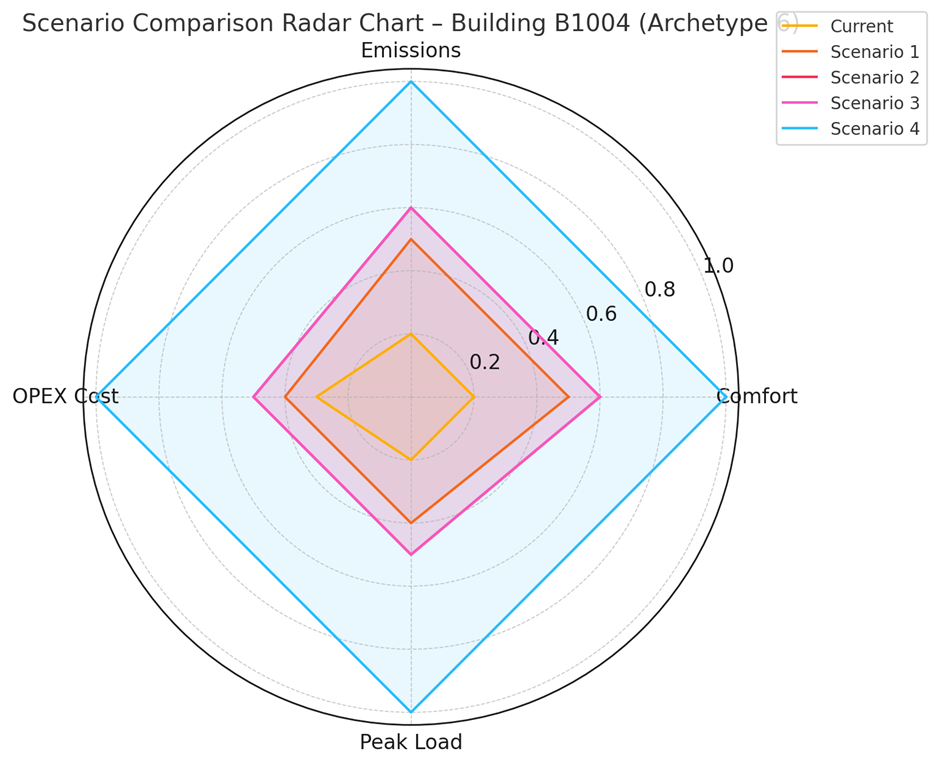 Scenario Comparison Radar Chart – Building B1004 (Archetype 6)
Current
Scenario 1
Scenario 2
Scenario 3
Scenario 4
Emissions
1.0
0.8
0.6
0.4
0.2
OPEX Cost
Comfort
Peak Load